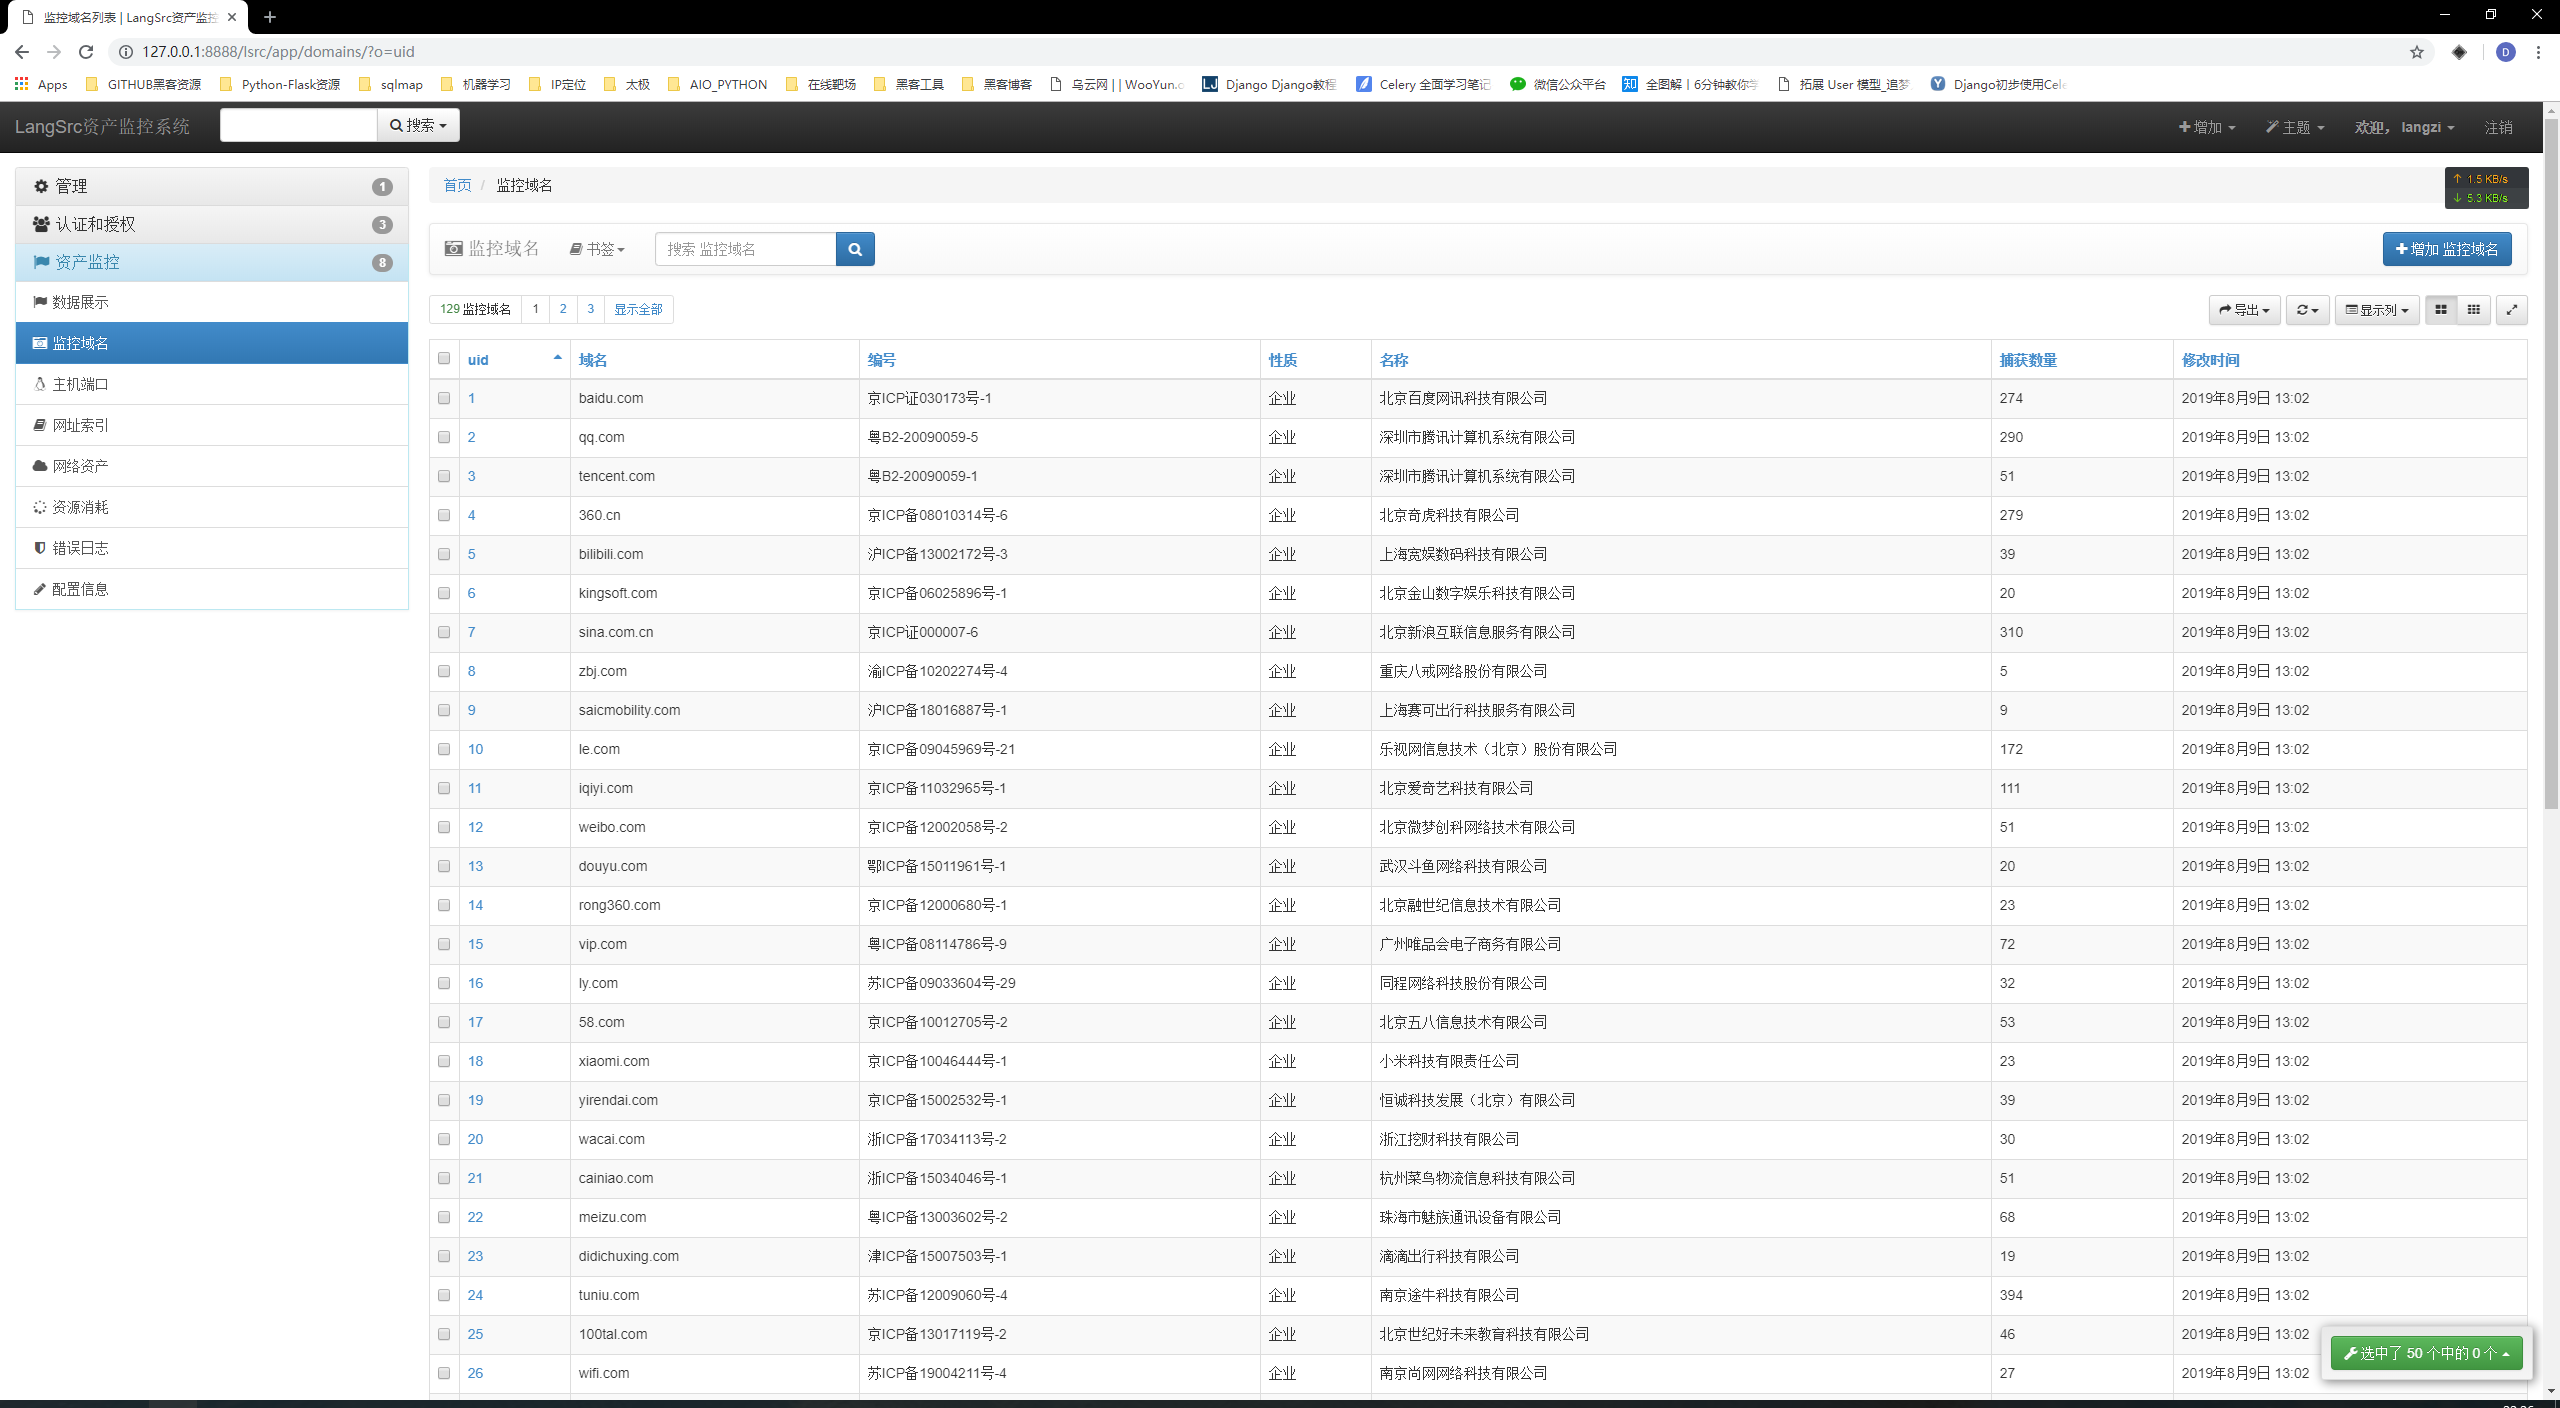 监控域名列表 | LangSrc资产监控
127.0.0.1:8888/lsrc/app/domains/?o=uid
D
Apps GITHUB黑客资源 Python-Flask资源 sqlmap 机器学习 IP定位 太极 AIO_PYTHON 在线靶场 黑客工具 黑客博客 乌云网 | | WooYun.o Django Django教程 Celery 全面学习笔记 微信公众平台 知 全图解丨6分钟教你学 拓展 User 模型_追梦 Django初步使用Cele
LangSrc资产监控系统 搜索 增加 主题 欢迎， langzi 注销
管理 1
认证和授权 3
资产监控 8
数据展示
监控域名
主机端口
网址索引
网络资产
资源消耗
错误日志
配置信息
首页 / 监控域名
↑ 1.5 KB/s
↓ 5.3 KB/s
监控域名 书签 搜索 监控域名 增加 监控域名
129 监控域名 1 2 3 显示全部 导出 显示列
uid 域名 编号 性质 名称 捕获数量 修改时间
1 baidu.com 京ICP证030173号-1 企业 北京百度网讯科技有限公司 274 2019年8月9日 13:02
2 qq.com 粤B2-20090059-5 企业 深圳市腾讯计算机系统有限公司 290 2019年8月9日 13:02
3 tencent.com 粤B2-20090059-1 企业 深圳市腾讯计算机系统有限公司 51 2019年8月9日 13:02
4 360.cn 京ICP备08010314号-6 企业 北京奇虎科技有限公司 279 2019年8月9日 13:02
5 bilibili.com 沪ICP备13002172号-3 企业 上海宽娱数码科技有限公司 39 2019年8月9日 13:02
6 kingsoft.com 京ICP备06025896号-1 企业 北京金山数字娱乐科技有限公司 20 2019年8月9日 13:02
7 sina.com.cn 京ICP证000007-6 企业 北京新浪互联信息服务有限公司 310 2019年8月9日 13:02
8 zbj.com 渝ICP备10202274号-4 企业 重庆八戒网络股份有限公司 5 2019年8月9日 13:02
9 saicmobility.com 沪ICP备18016887号-1 企业 上海赛可出行科技服务有限公司 9 2019年8月9日 13:02
10 le.com 京ICP备09045969号-21 企业 乐视网信息技术（北京）股份有限公司 172 2019年8月9日 13:02
11 iqiyi.com 京ICP备11032965号-1 企业 北京爱奇艺科技有限公司 111 2019年8月9日 13:02
12 weibo.com 京ICP备12002058号-2 企业 北京微梦创科网络技术有限公司 51 2019年8月9日 13:02
13 douyu.com 鄂ICP备15011961号-1 企业 武汉斗鱼网络科技有限公司 20 2019年8月9日 13:02
14 rong360.com 京ICP备12000680号-1 企业 北京融世纪信息技术有限公司 23 2019年8月9日 13:02
15 vip.com 粤ICP备08114786号-9 企业 广州唯品会电子商务有限公司 72 2019年8月9日 13:02
16 ly.com 苏ICP备09033604号-29 企业 同程网络科技股份有限公司 32 2019年8月9日 13:02
17 58.com 京ICP备10012705号-2 企业 北京五八信息技术有限公司 53 2019年8月9日 13:02
18 xiaomi.com 京ICP备10046444号-1 企业 小米科技有限责任公司 23 2019年8月9日 13:02
19 yirendai.com 京ICP备15002532号-1 企业 恒诚科技发展（北京）有限公司 39 2019年8月9日 13:02
20 wacai.com 浙ICP备17034113号-2 企业 浙江挖财科技有限公司 30 2019年8月9日 13:02
21 cainiao.com 浙ICP备15034046号-1 企业 杭州菜鸟物流信息科技有限公司 51 2019年8月9日 13:02
22 meizu.com 粤ICP备13003602号-2 企业 珠海市魅族通讯设备有限公司 68 2019年8月9日 13:02
23 didichuxing.com 津ICP备15007503号-1 企业 滴滴出行科技有限公司 19 2019年8月9日 13:02
24 tuniu.com 苏ICP备12009060号-4 企业 南京途牛科技有限公司 394 2019年8月9日 13:02
25 100tal.com 京ICP备13017119号-2 企业 北京世纪好未来教育科技有限公司 46 2019年8月9日 13:02
26 wifi.com 苏ICP备19004211号-4 企业 南京尚网网络科技有限公司 27 2019年8月9日 13:02
选中了 50 个中的 0 个